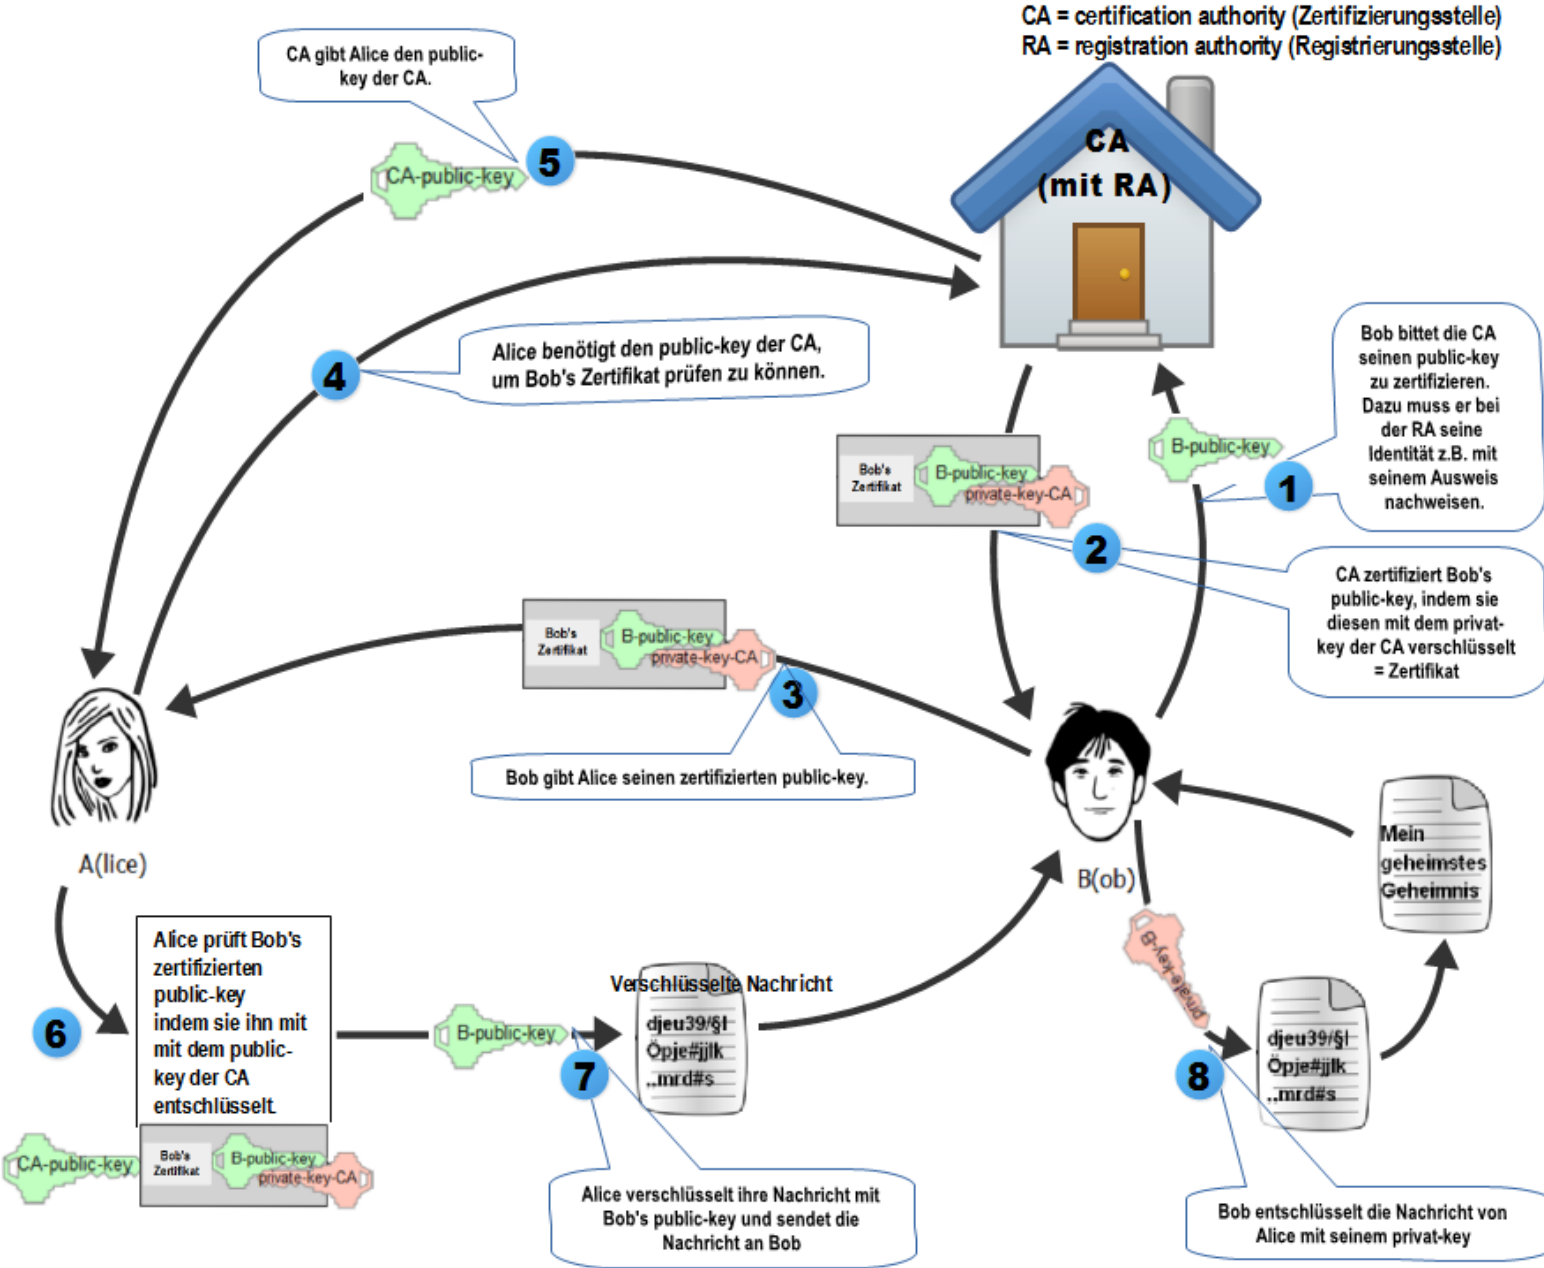 CA = certification authority (Zertifizierungsstelle)
RA = registration authority (Registrierungsstelle)
CA gibt Alice den public-
key der CA.
5
CA-public-key
CA
(mit RA)
4
Alice benötigt den public-key der CA,
um Bob's Zertifikat prüfen zu können.
Bob bittet die CA
seinen public-key
zu zertifizieren.
Dazu muss er bei
der RA seine
Identität z.B. mit
seinem Ausweis
nachweisen.
B-public-key
1
Bob's
Zertifikat
B-public-key
private-key-CA
2
CA zertifiziert Bob's
public-key, indem sie
diesen mit dem privat-
key der CA verschlüsselt
= Zertifikat
Bob's
Zertifikat
B-public-key
private-key-CA
3
Bob gibt Alice seinen zertifizierten public-key.
A(lice)
B(ob)
Mein
geheimstes
Geheimnis
6
Alice prüft Bob's
zertifizierten
public-key
indem sie ihn mit
mit dem public-
key der CA
entschlüsselt.
CA-public-key
Bob's
Zertifikat
B-public-key
private-key-CA
B-public-key
7
Verschlüsselte Nachricht
djeu39/§l
Öpje#jjlk
,,mrd#s
Alice verschlüsselt ihre Nachricht mit
Bob's public-key und sendet die
Nachricht an Bob
private-key-B
8
djeu39/§l
Öpje#jjlk
,,mrd#s
Bob entschlüsselt die Nachricht von
Alice mit seinem privat-key